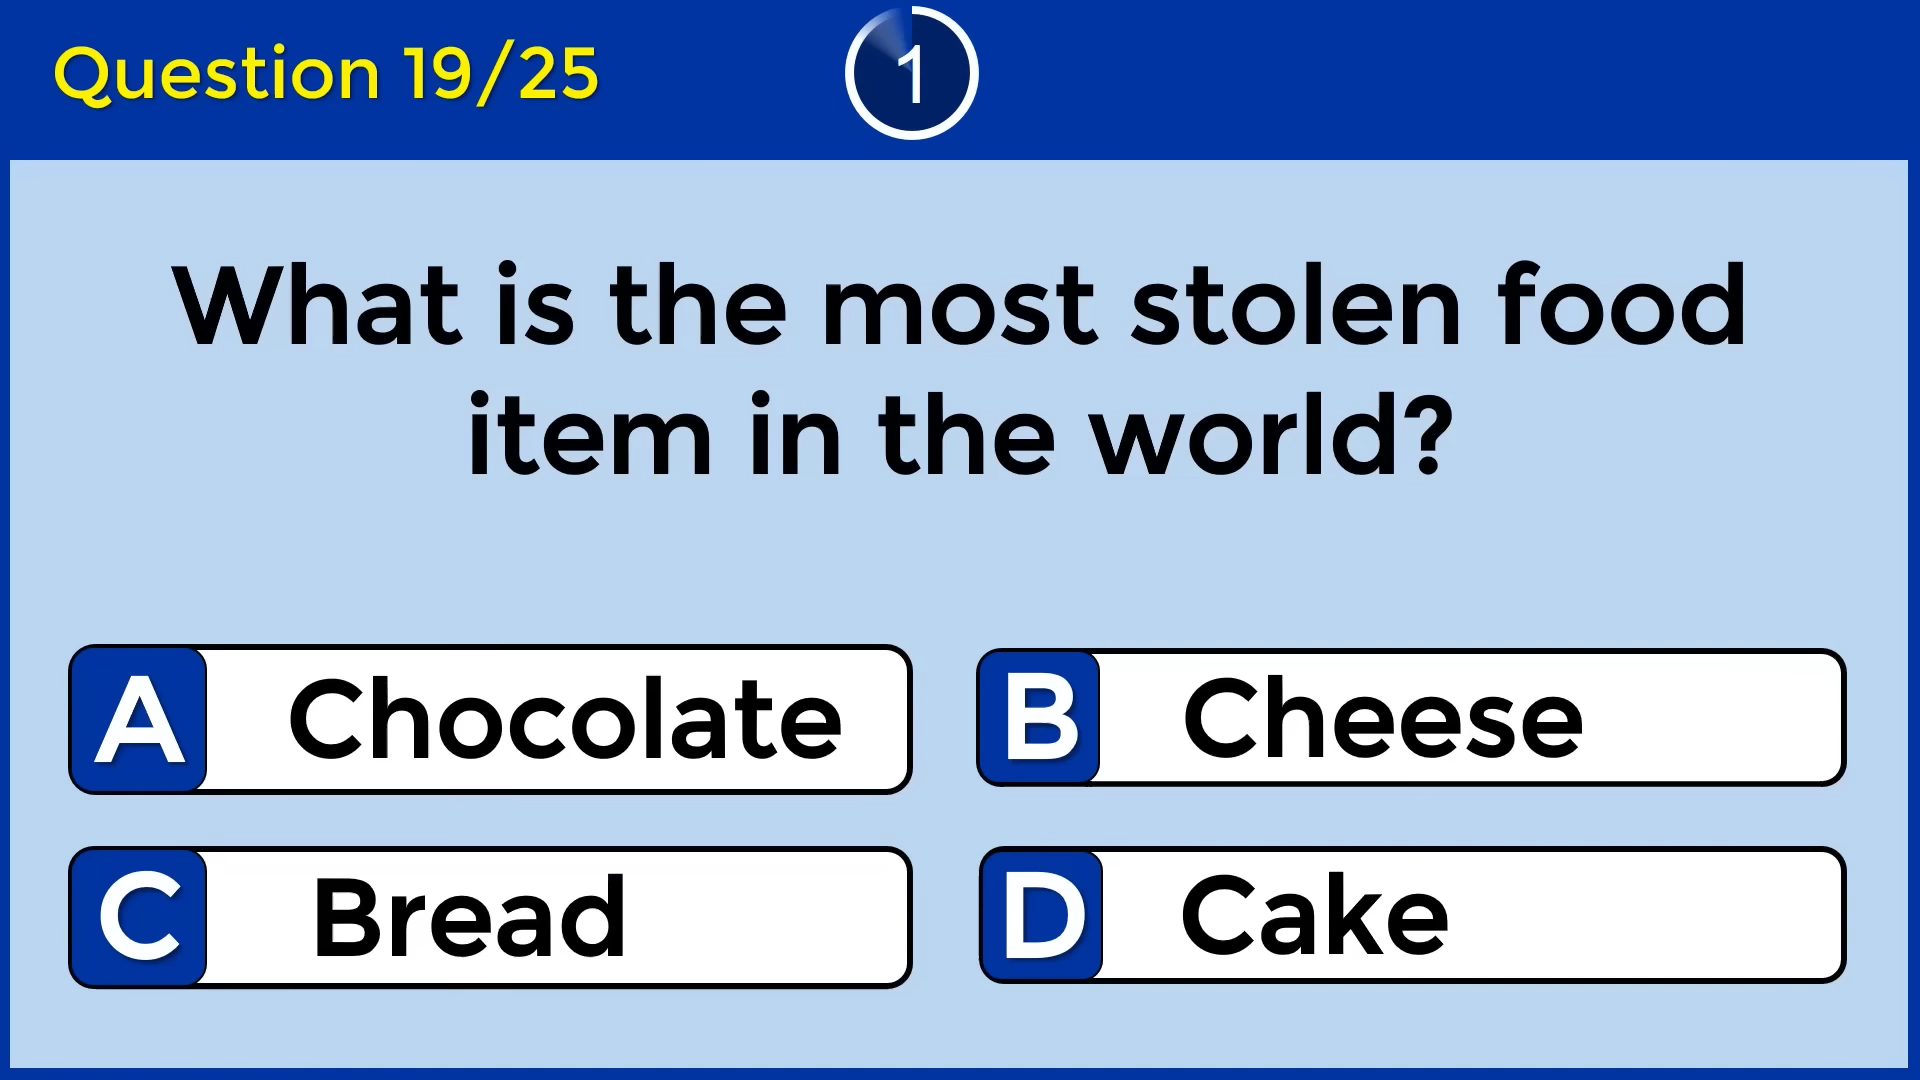 Question 19/25
1
What is the most stolen food
item in the world?
A Chocolate
B Cheese
C Bread
D Cake